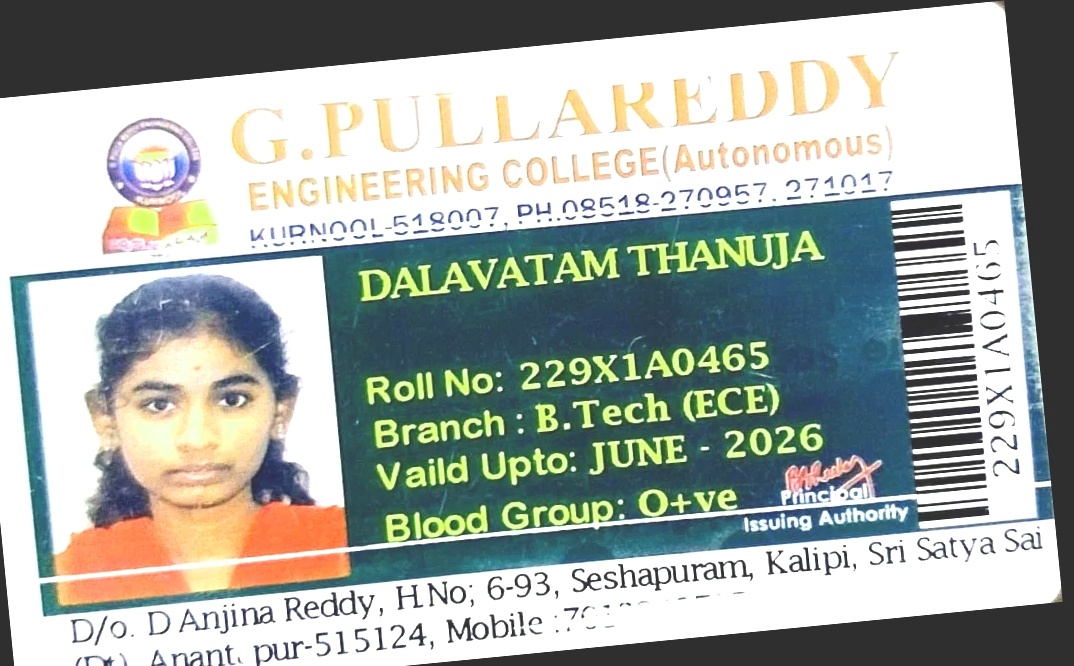 G.PULLAREDDY
ENGINEERING COLLEGE(Autonomous)
KURNOOL-518007, PH.08518-270957, 271017
DALAVATAM THANUJA
Roll No: 229X1A0465
Branch : B.Tech (ECE)
Vaild Upto: JUNE - 2026
Blood Group: O+ve
Principal
Issuing Authority
229X1A0465
D/o. D Anjina Reddy, H.No; 6-93, Seshapuram, Kalipi, Sri Satya Sai
(Dt), Anant. pur-515124, Mobile :